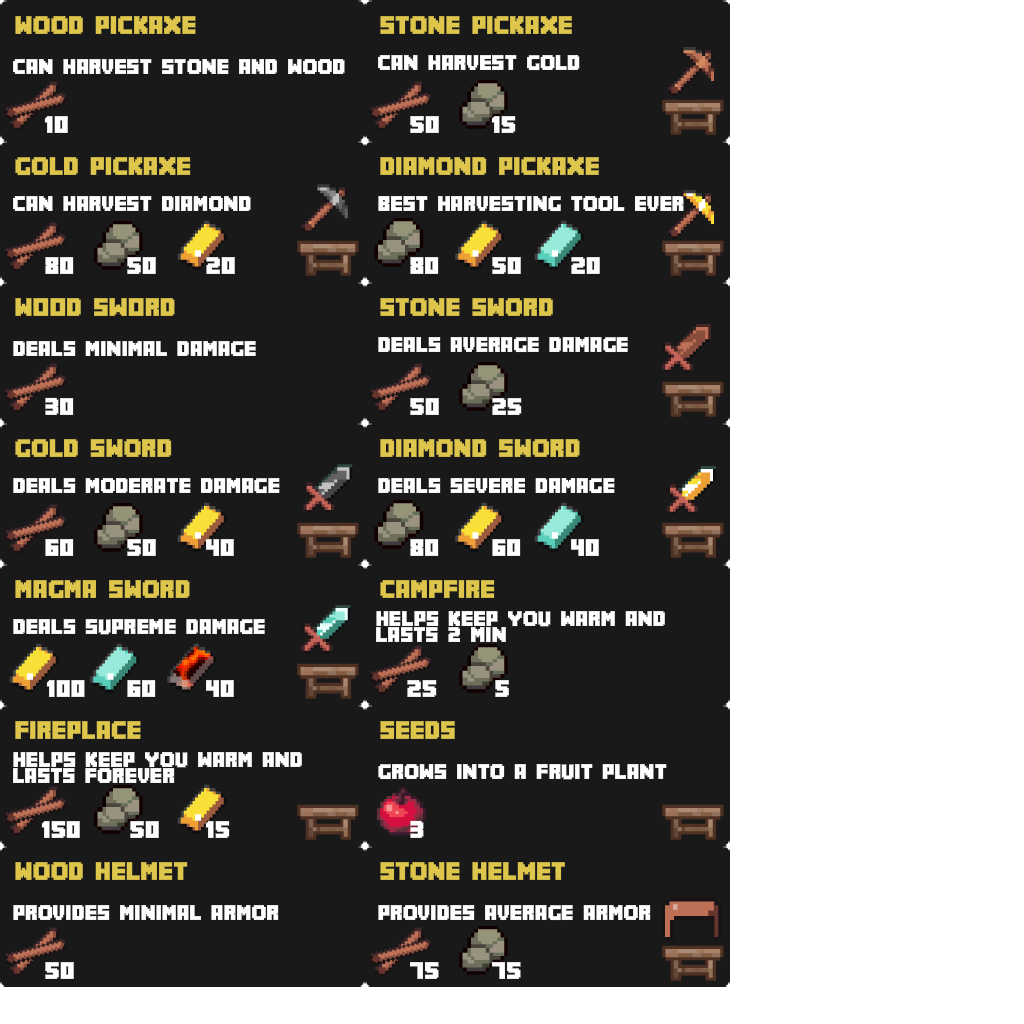 WOOD PICKAXE
CAN HARVEST STONE AND WOOD
10
STONE PICKAXE
CAN HARVEST GOLD
50 15
GOLD PICKAXE
CAN HARVEST DIAMOND
80 50 20
DIAMOND PICKAXE
BEST HARVESTING TOOL EVER
80 50 20
WOOD SWORD
DEALS MINIMAL DAMAGE
30
STONE SWORD
DEALS AVERAGE DAMAGE
50 25
GOLD SWORD
DEALS MODERATE DAMAGE
60 50 40
DIAMOND SWORD
DEALS SEVERE DAMAGE
80 60 40
MAGMA SWORD
DEALS SUPREME DAMAGE
100 60 40
CAMPFIRE
HELPS KEEP YOU WARM AND
LASTS 2 MIN
25 5
FIREPLACE
HELPS KEEP YOU WARM AND
LASTS FOREVER
150 50 15
SEEDS
GROWS INTO A FRUIT PLANT
3
WOOD HELMET
PROVIDES MINIMAL ARMOR
50
STONE HELMET
PROVIDES AVERAGE ARMOR
75 75